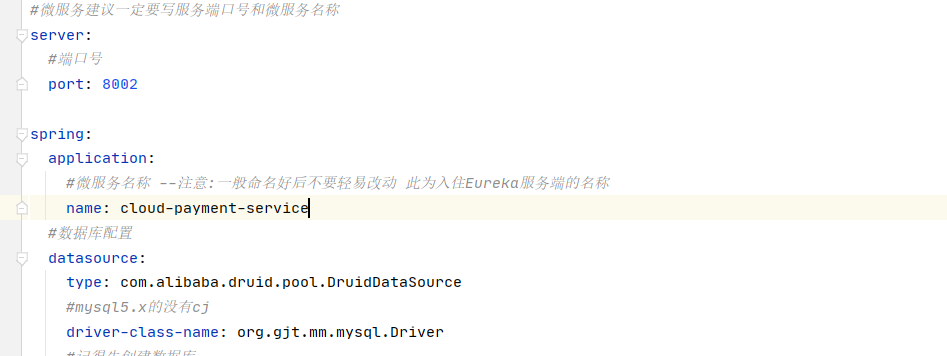 #微服务建议一定要写服务端口号和微服务名称
server:
#端口号
port: 8002
spring:
application:
#微服务名称 --注意:一般命名好后不要轻易改动 此为入住Eureka服务端的名称
name: cloud-payment-service
#数据库配置
datasource:
type: com.alibaba.druid.pool.DruidDataSource
#mysql5.x的没有cj
driver-class-name: org.gjt.mm.mysql.Driver